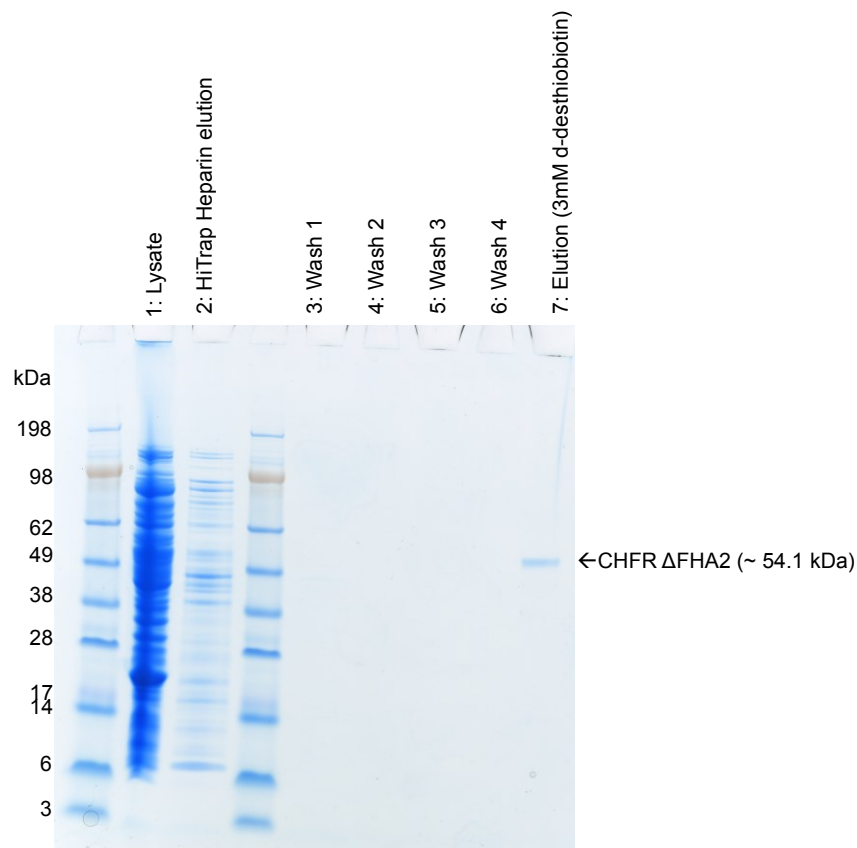 1: Lysate
2: HiTrap Heparin elution
3: Wash 1
4: Wash 2
5: Wash 3
6: Wash 4
7: Elution (3mM d-desthiobiotin)
kDa
198
98
62
49
38
28
17
14
6
3
←CHFR ΔFHA2 (~ 54.1 kDa)